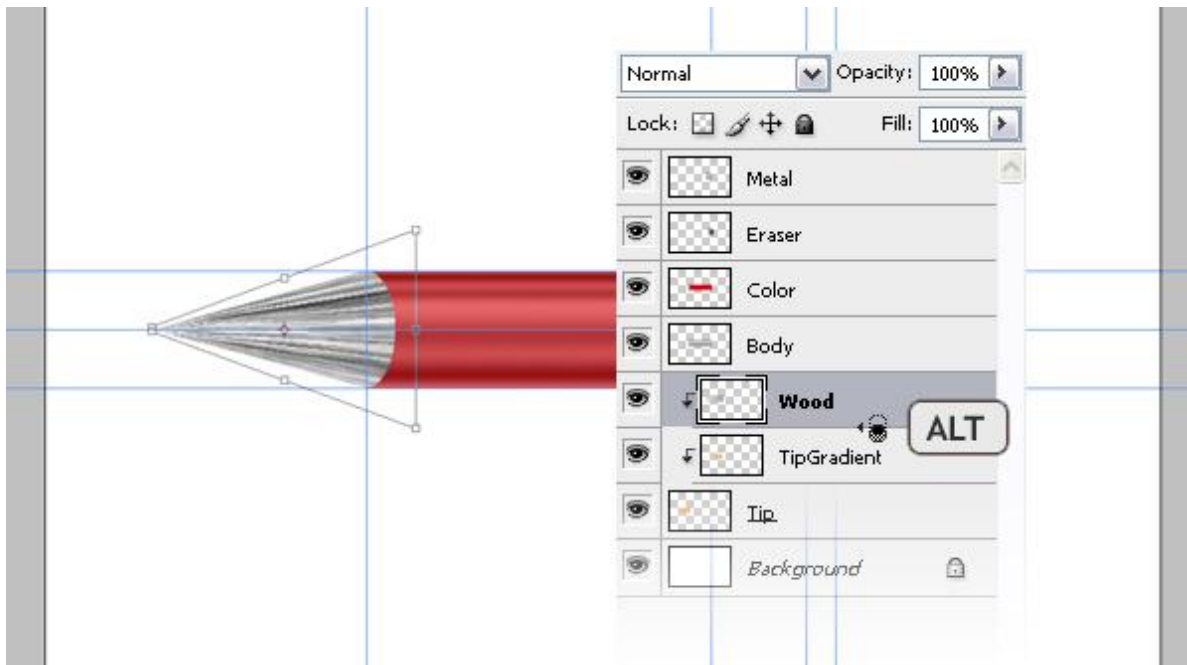 Normal Opacity: 100%
Lock: Fill: 100%
Metal
Eraser
Color
Body
Wood
ALT
TipGradient
Tip
Background